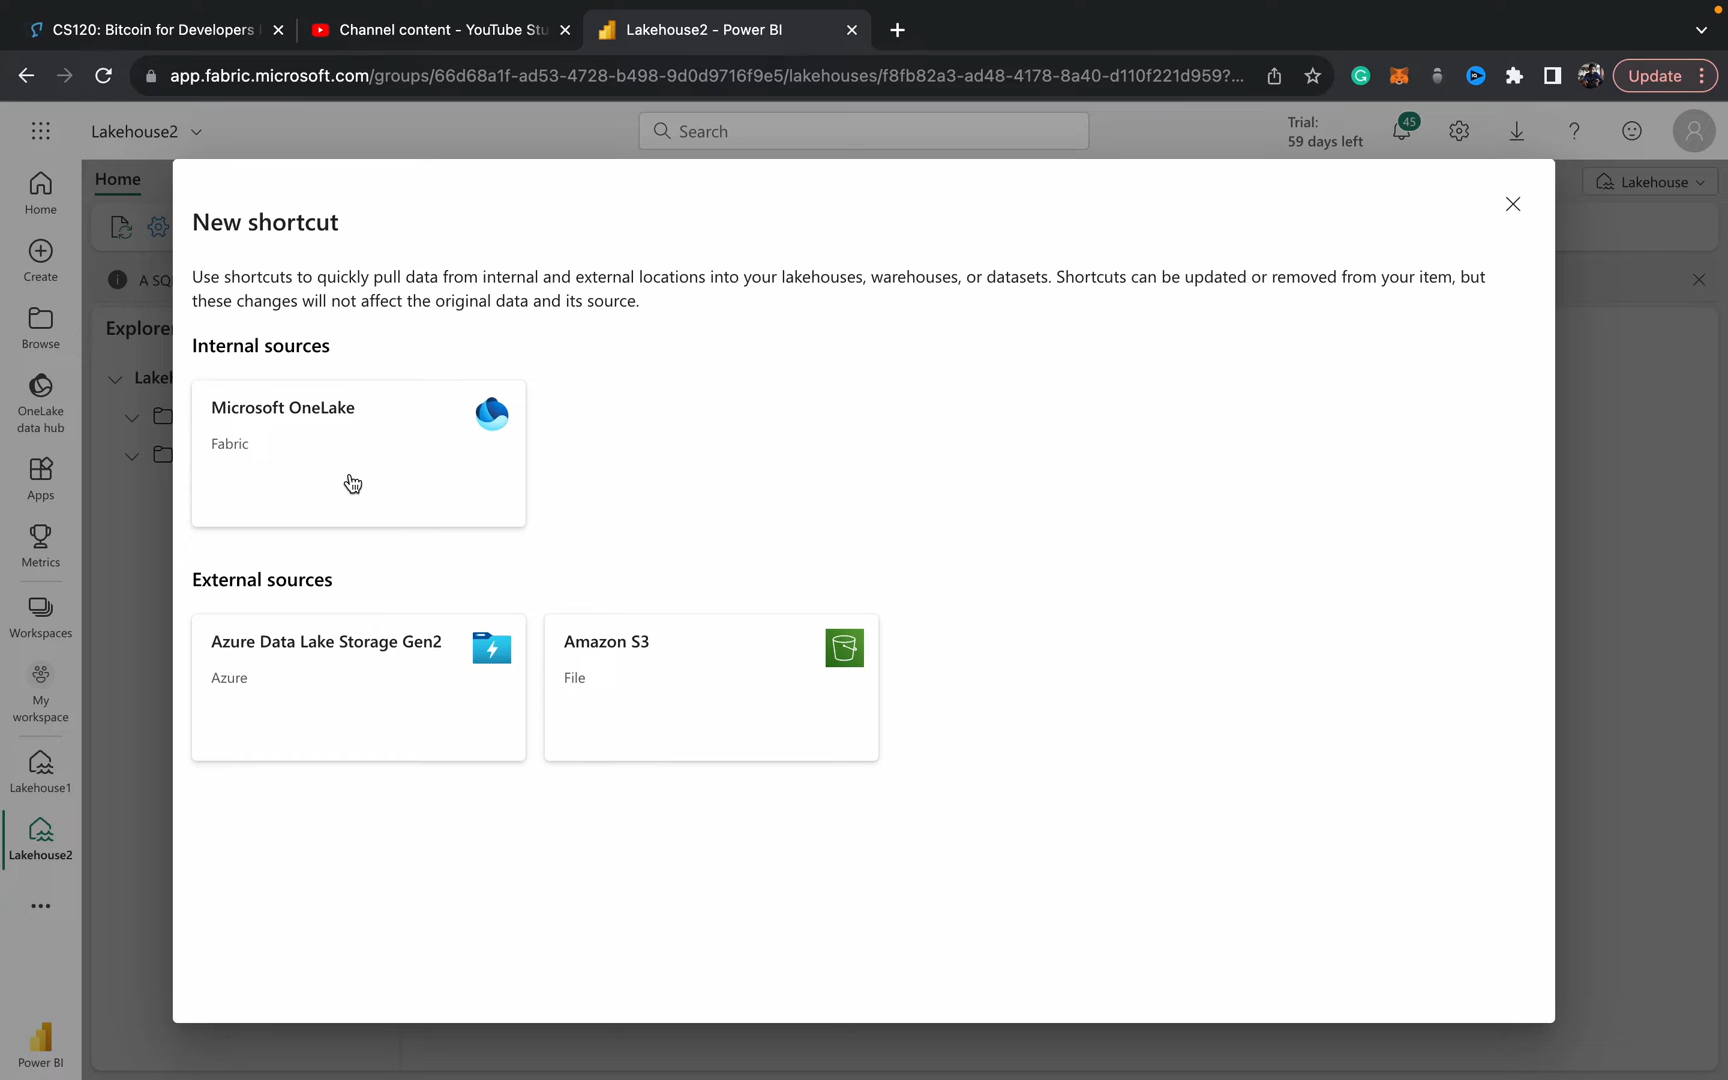 CS120: Bitcoin for Developers
Channel content - YouTube Stu
Lakehouse2 - Power BI
app.fabric.microsoft.com/groups/66d68a1f-ad53-4728-b498-9d0d9716f9e5/lakehouses/f8fb82a3-ad48-4178-8a40-d110f221d959?...
Update
Lakehouse2
Search
Trial:
59 days left
45
Home
Lakehouse
Home
Create
Browse
OneLake
data hub
Apps
Metrics
Workspaces
My
workspace
Lakehouse1
Lakehouse2
Power BI
A SQ
Explorer
Lakeh
New shortcut
Use shortcuts to quickly pull data from internal and external locations into your lakehouses, warehouses, or datasets. Shortcuts can be updated or removed from your item, but
these changes will not affect the original data and its source.
Internal sources
Microsoft OneLake
Fabric
External sources
Azure Data Lake Storage Gen2
Azure
Amazon S3
File